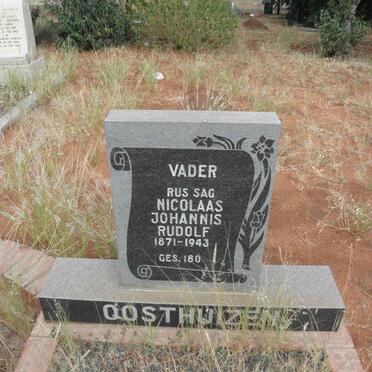 VADER
RUS SAG
NICOLAAS
JOHANNIS
RUDOLF
1871-1943
GES. 180
OOSTHUIZEN